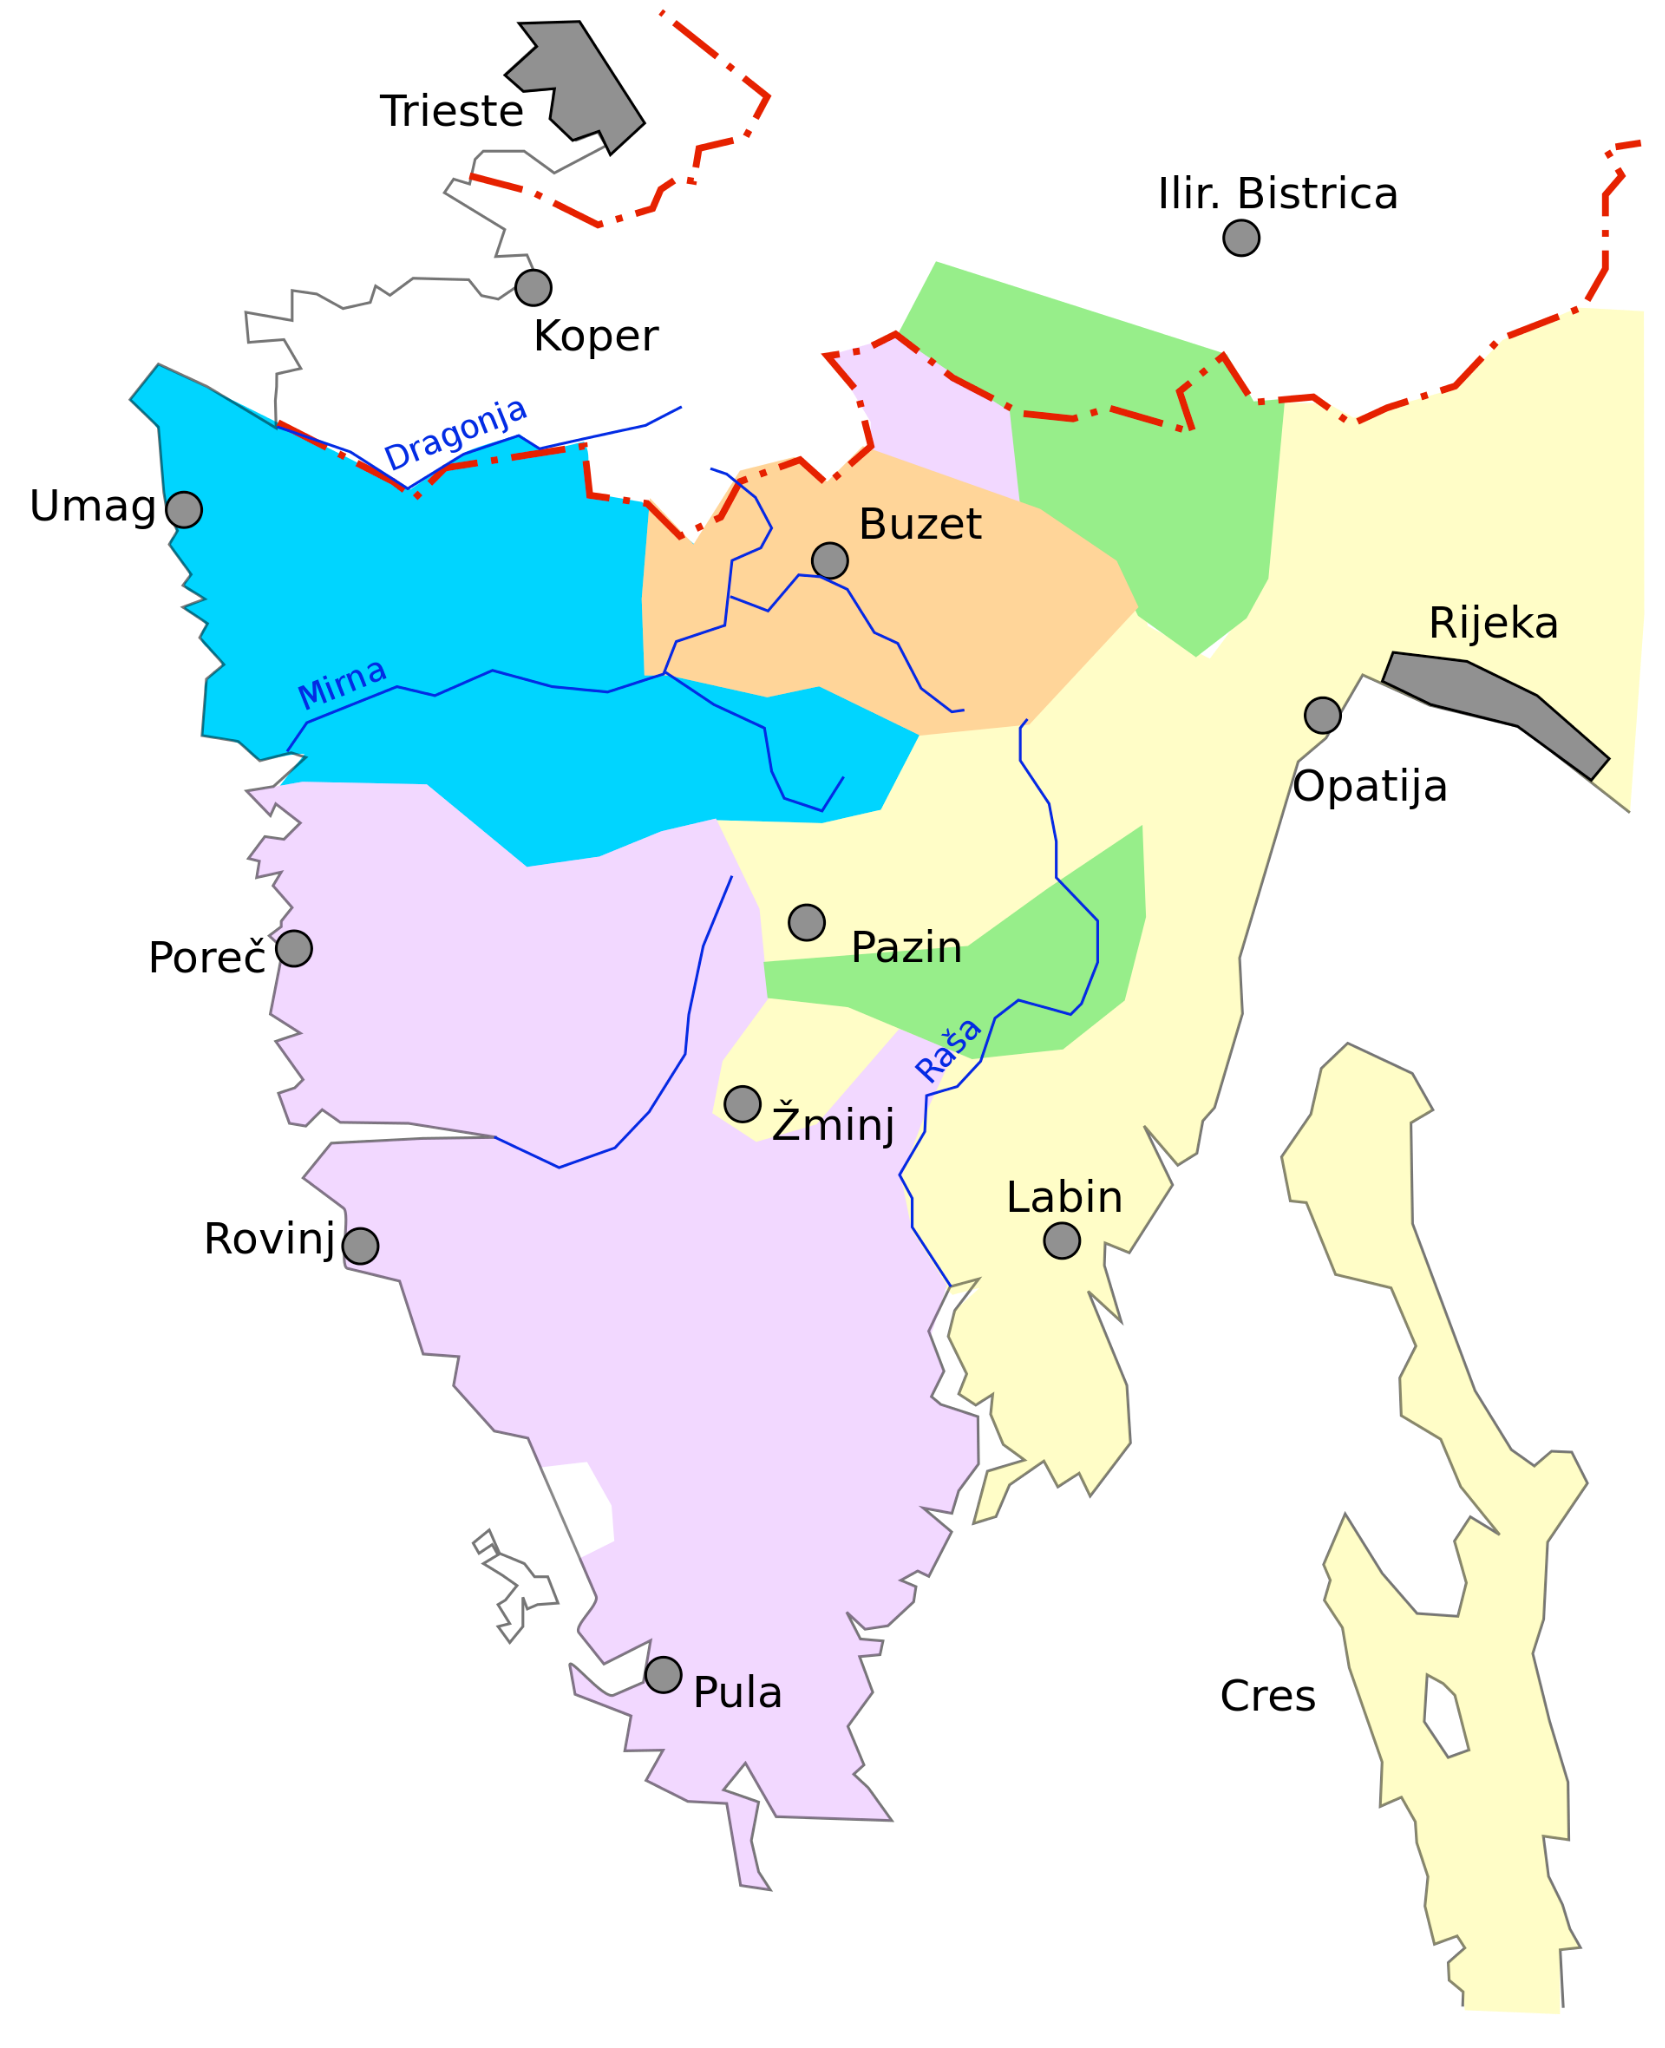 Trieste
Ilir. Bistrica
Koper
Dragonja
Umag
Buzet
Rijeka
Mirna
Opatija
Pazin
Poreč
Raša
Žminj
Labin
Rovinj
Pula
Cres